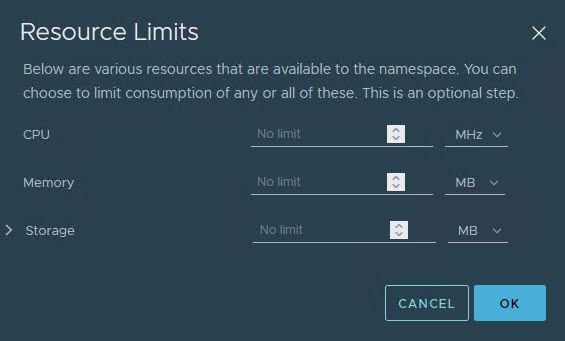 Resource Limits
Below are various resources that are available to the namespace. You can
choose to limit consumption of any or all of these. This is an optional step.
CPU No limit MHz
Memory No limit MB
Storage No limit MB
CANCEL OK